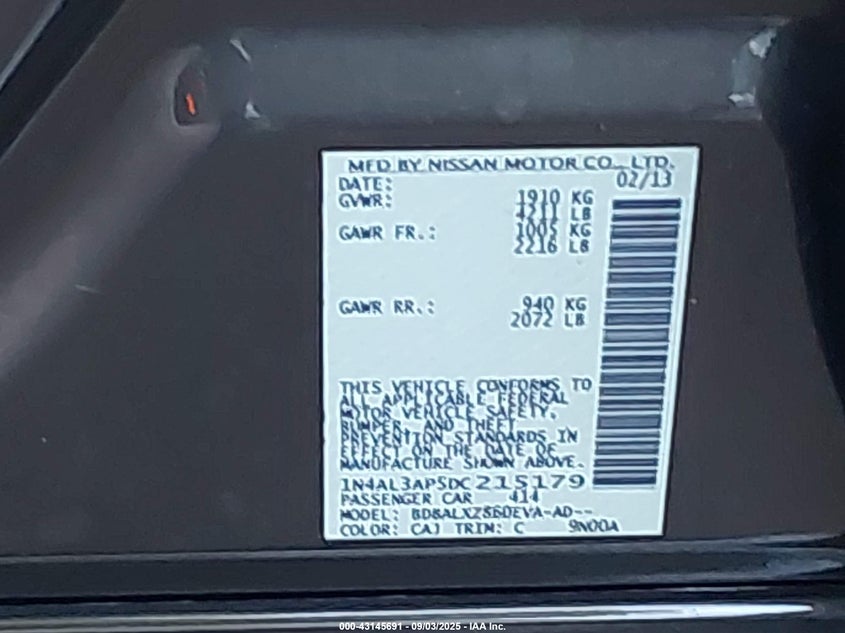 MFD BY NISSAN MOTOR CO., LTD.
DATE: 02/13
GVWR: 1910 KG
4211 LB
GAWR FR.: 1005 KG
2216 LB
GAWR RR.: 940 KG
2072 LB
THIS VEHICLE CONFORMS TO
ALL APPLICABLE FEDERAL
MOTOR VEHICLE SAFETY,
BUMPER, AND THEFT
PREVENTION STANDARDS IN
EFFECT ON THE DATE OF
MANUFACTURE SHOWN ABOVE.
1N4AL3AP5DC215179
PASSENGER CAR 414
MODEL:
COLOR: CAJ TRIM: C 9N00A
000-43145691 - 09/03/2025 - IAA Inc.